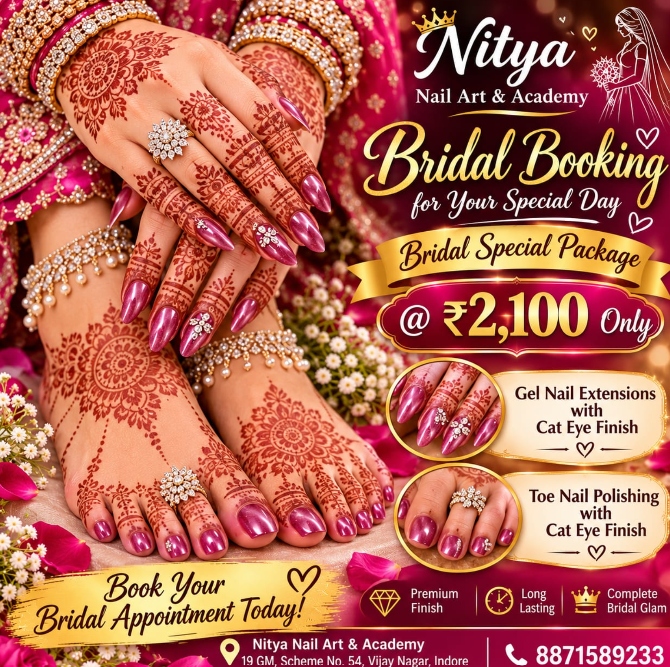 Nitya
Nail Art & Academy
Bridal Booking
for Your Special Day
Bridal Special Package
@ ₹2,100 Only
Gel Nail Extensions
with
Cat Eye Finish
Toe Nail Polishing
with
Cat Eye Finish
Book Your
Bridal Appointment Today!
Premium
Finish
Long
Lasting
Complete
Bridal Glam
Nitya Nail Art & Academy
19 GM, Scheme No. 54, Vijay Nagar, Indore
8871589233